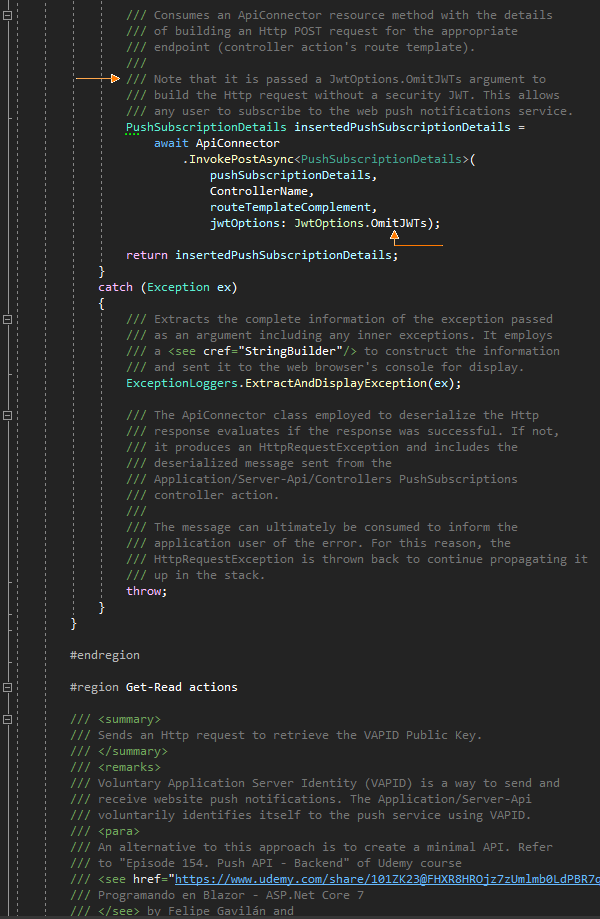 /// Consumes an ApiConnector resource method with the details
/// of building an Http POST request for the appropriate
/// endpoint (controller action's route template).
///
/// Note that it is passed a JwtOptions.OmitJWTs argument to
/// build the Http request without a security JWT. This allows
/// any user to subscribe to the web push notifications service.
PushSubscriptionDetails insertedPushSubscriptionDetails =
await ApiConnector
.InvokePostAsync<PushSubscriptionDetails>(
pushSubscriptionDetails,
ControllerName,
routeTemplateComplement,
jwtOptions: JwtOptions.OmitJWTs);
return insertedPushSubscriptionDetails;
}
catch (Exception ex)
{
/// Extracts the complete information of the exception passed
/// as an argument including any inner exceptions. It employs
/// a <see cref="StringBuilder"/> to construct the information
/// and sent it to the web browser's console for display.
ExceptionLoggers.ExtractAndDisplayException(ex);
/// The ApiConnector class employed to deserialize the Http
/// response evaluates if the response was successful. If not,
/// it produces an HttpRequestException and includes the
/// deserialized message sent from the
/// Application/Server-Api/Controllers PushSubscriptions
/// controller action.
///
/// The message can ultimately be consumed to inform the
/// application user of the error. For this reason, the
/// HttpRequestException is thrown back to continue propagating it
/// up in the stack.
throw;
}
}
#endregion
#region Get-Read actions
/// <summary>
/// Sends an Http request to retrieve the VAPID Public Key.
/// </summary>
/// <remarks>
/// Voluntary Application Server Identity (VAPID) is a way to send and
/// receive website push notifications. The Application/Server-Api
/// voluntarily identifies itself to the push service using VAPID.
/// <para>
/// An alternative to this approach is to create a minimal API. Refer
/// to "Episode 154. Push API - Backend" of Udemy course
/// <see href="https://www.udemy.com/share/101ZK23@FHXR8HROjz7zUmlmb0LdPBR7o
/// Programando en Blazor - ASP.Net Core 7
/// </see> by Felipe Gavilán and